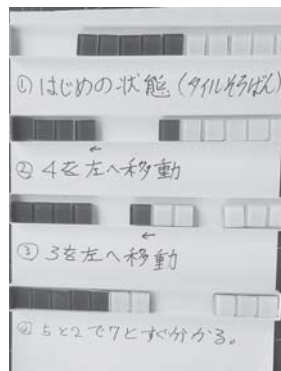 ① はじめの状態(タイルそろばん)
←
② 4を左へ移動
←
③ 3を左へ移動
④ 5と2で7とすぐ分かる。